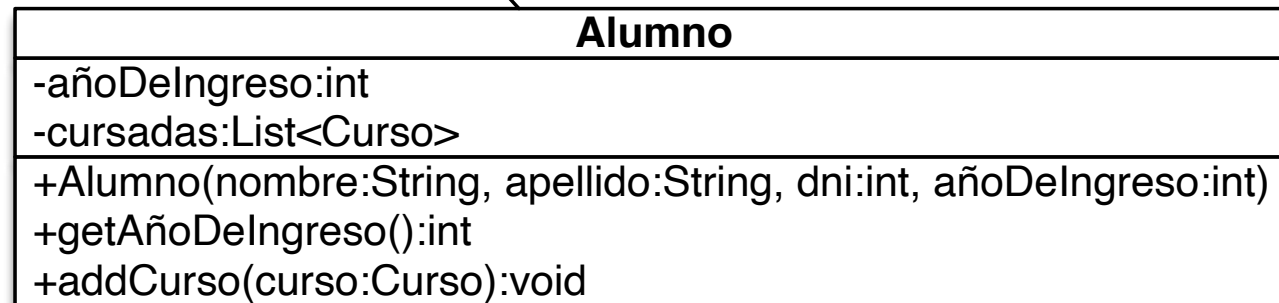 Alumno
-añoDeIngreso:int
-cursadas:List<Curso>
+Alumno(nombre:String, apellido:String, dni:int, añoDeIngreso:int)
+getAñoDeIngreso():int
+addCurso(curso:Curso):void